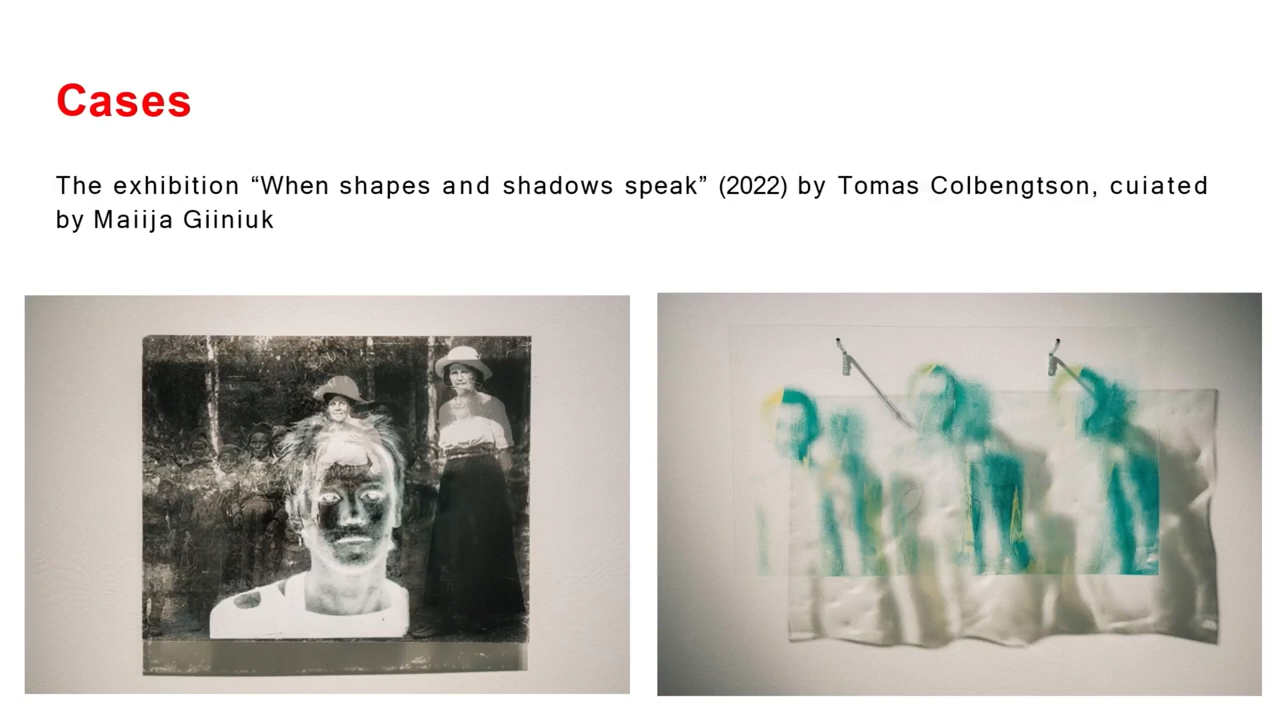 Cases
The exhibition “When shapes and shadows speak” (2022) by Tomas Colbengtson, cuiated
by Maiija Giiniuk